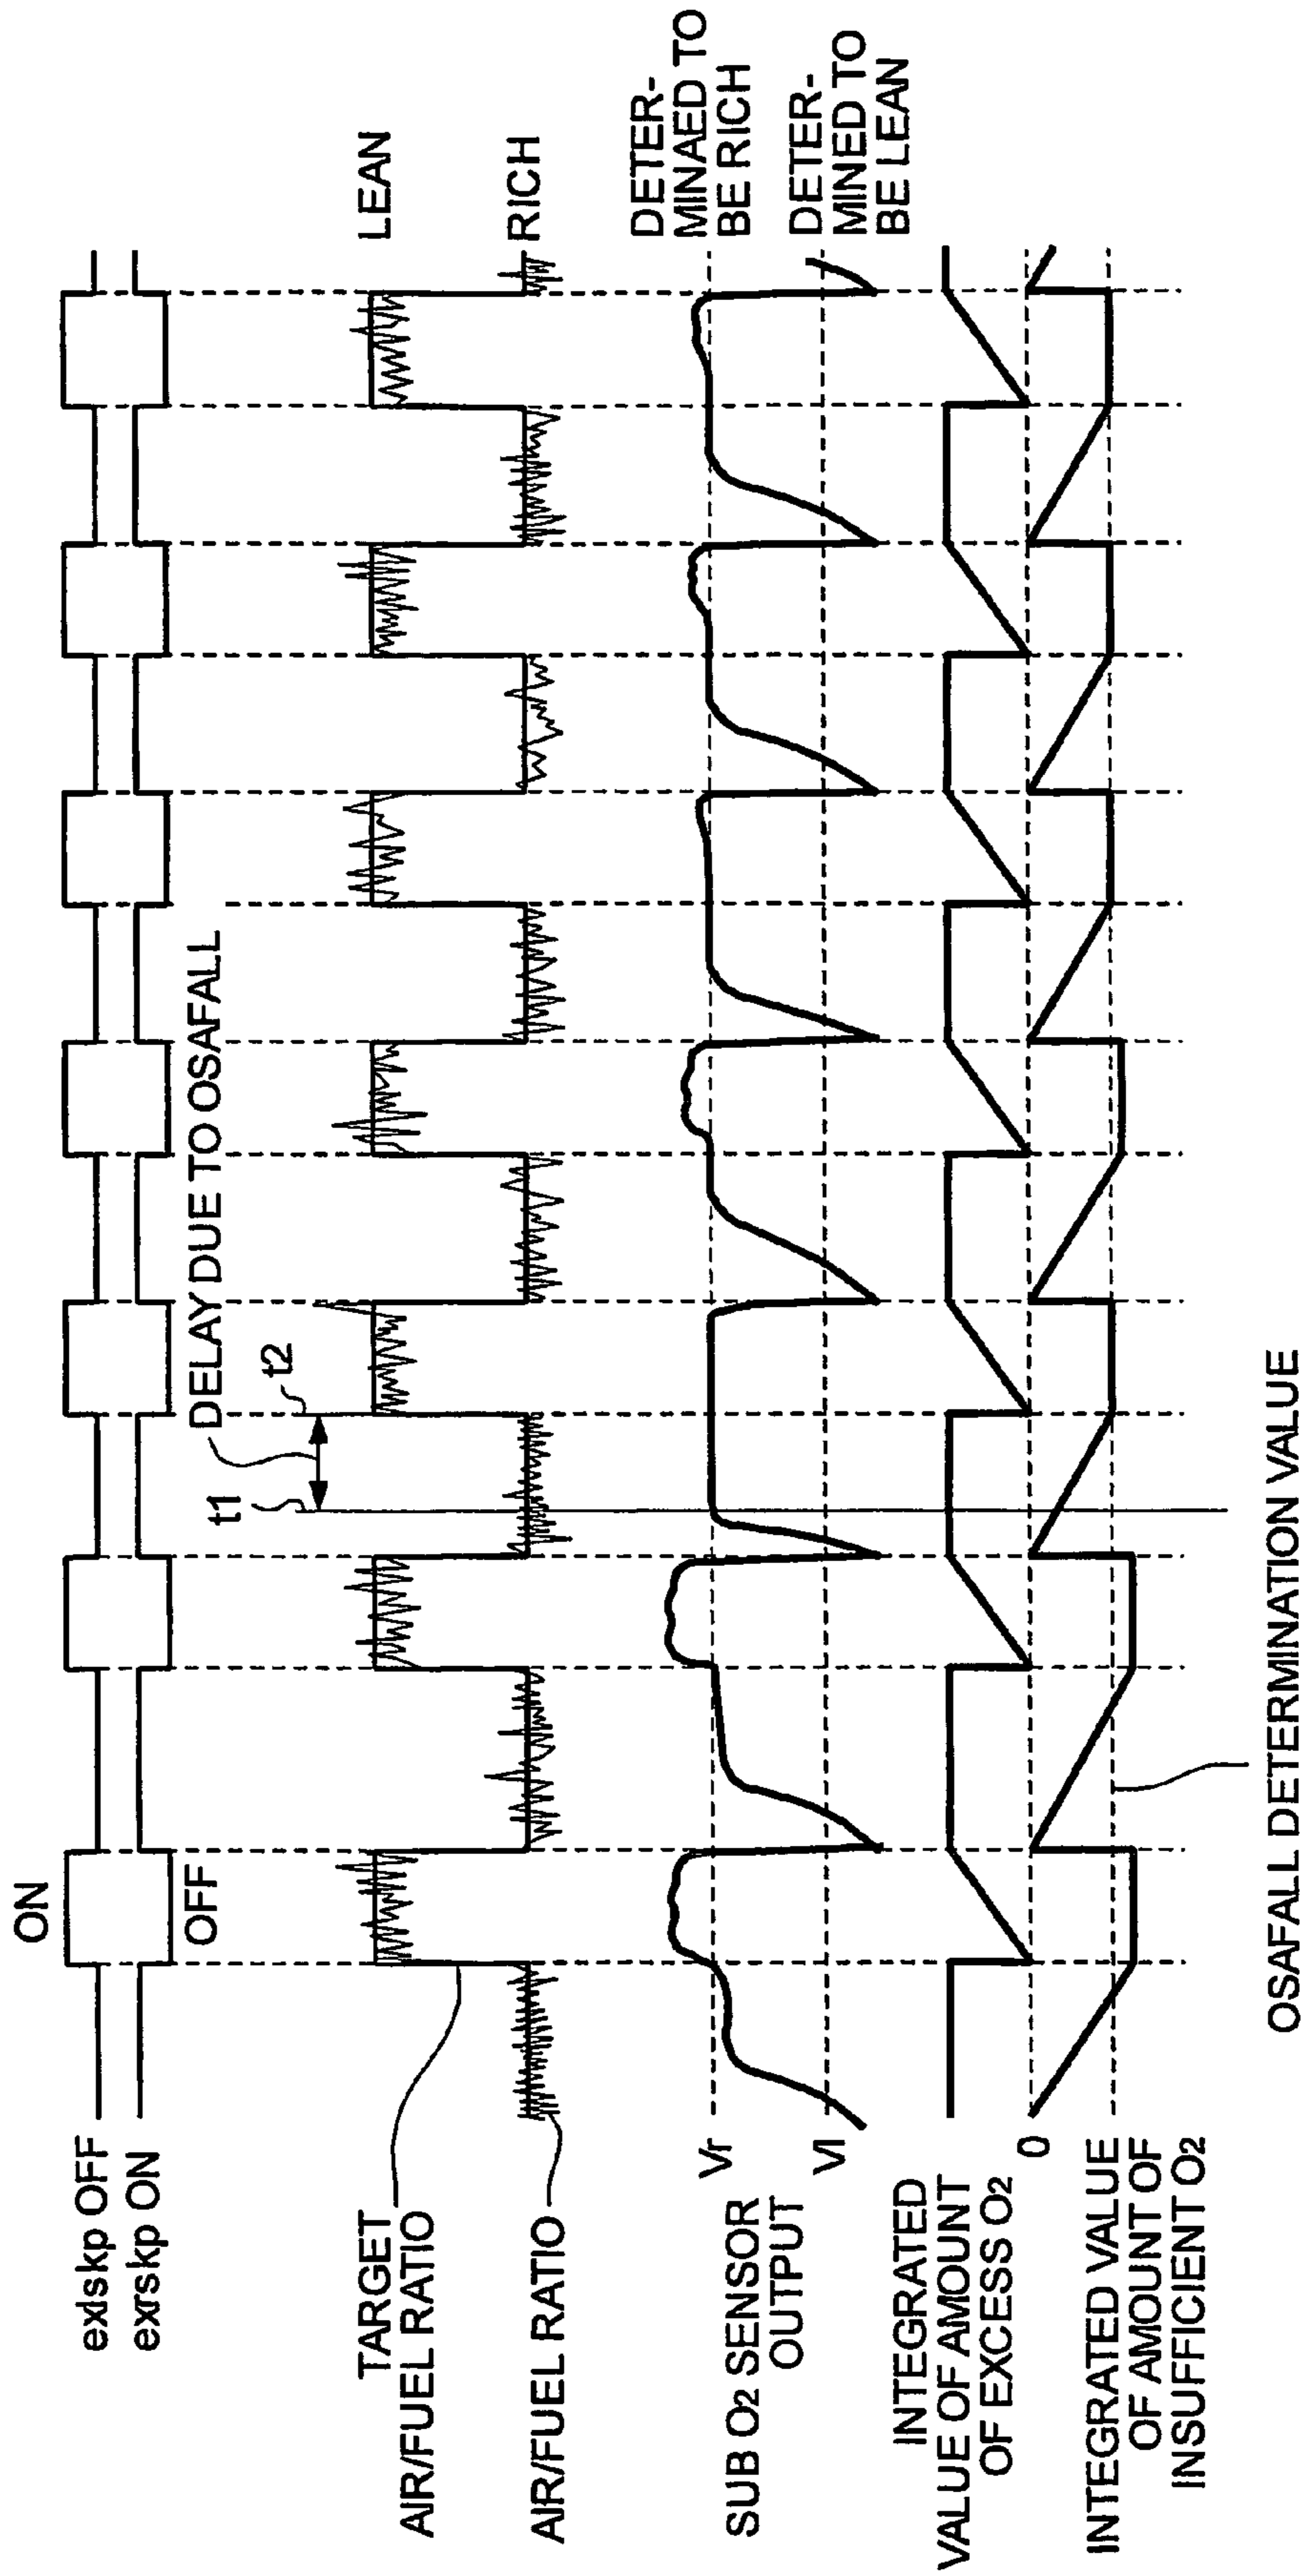 exlskp OFF
exrskp ON
ON
OFF
DELAY DUE TO OSAFALL
t1
t2
TARGET
AIR/FUEL RATIO
AIR/FUEL RATIO
LEAN
RICH
SUB O2 SENSOR
OUTPUT
Vr
Vl
DETER-
MINAED TO
BE RICH
DETER-
MINED TO
BE LEAN
INTEGRATED
VALUE OF AMOUNT
OF EXCESS O2
0
INTEGRATED VALUE
OF AMOUNT OF
INSUFFICIENT O2
OSAFALL DETERMINATION VALUE